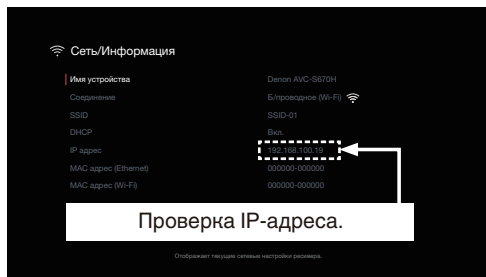 Сеть/Информация
Имя устройства Denon AVC-S670H
Соединение Б/проводное (Wi-Fi)
SSID SSID-01
DHCP Вкл.
IP адрес 192.168.100.19
MAC адрес (Ethernet) 000000-000000
MAC адрес (Wi-Fi) 000000-000000
Проверка IP-адреса.
Отображает текущие сетевые настройки ресивера.